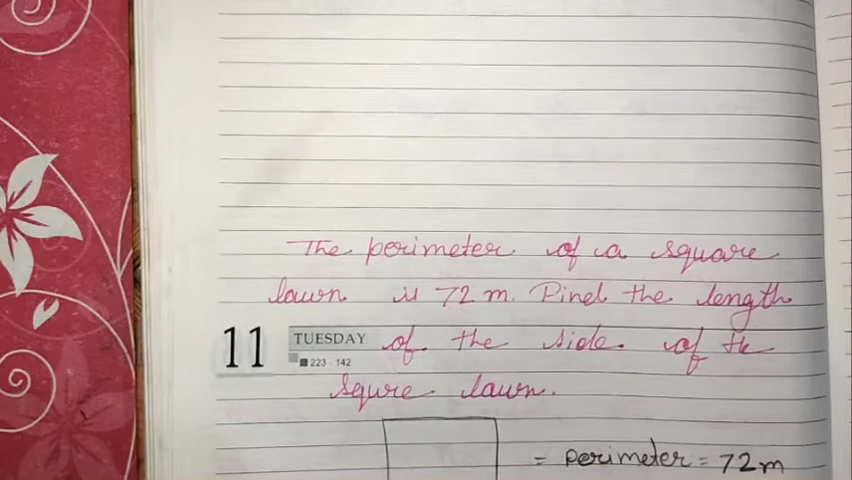 The perimeter of a square
lawn is 72 m. Find the length
11 TUESDAY of the side of the
223 - 142
squre lawn.
= perimeter = 72m